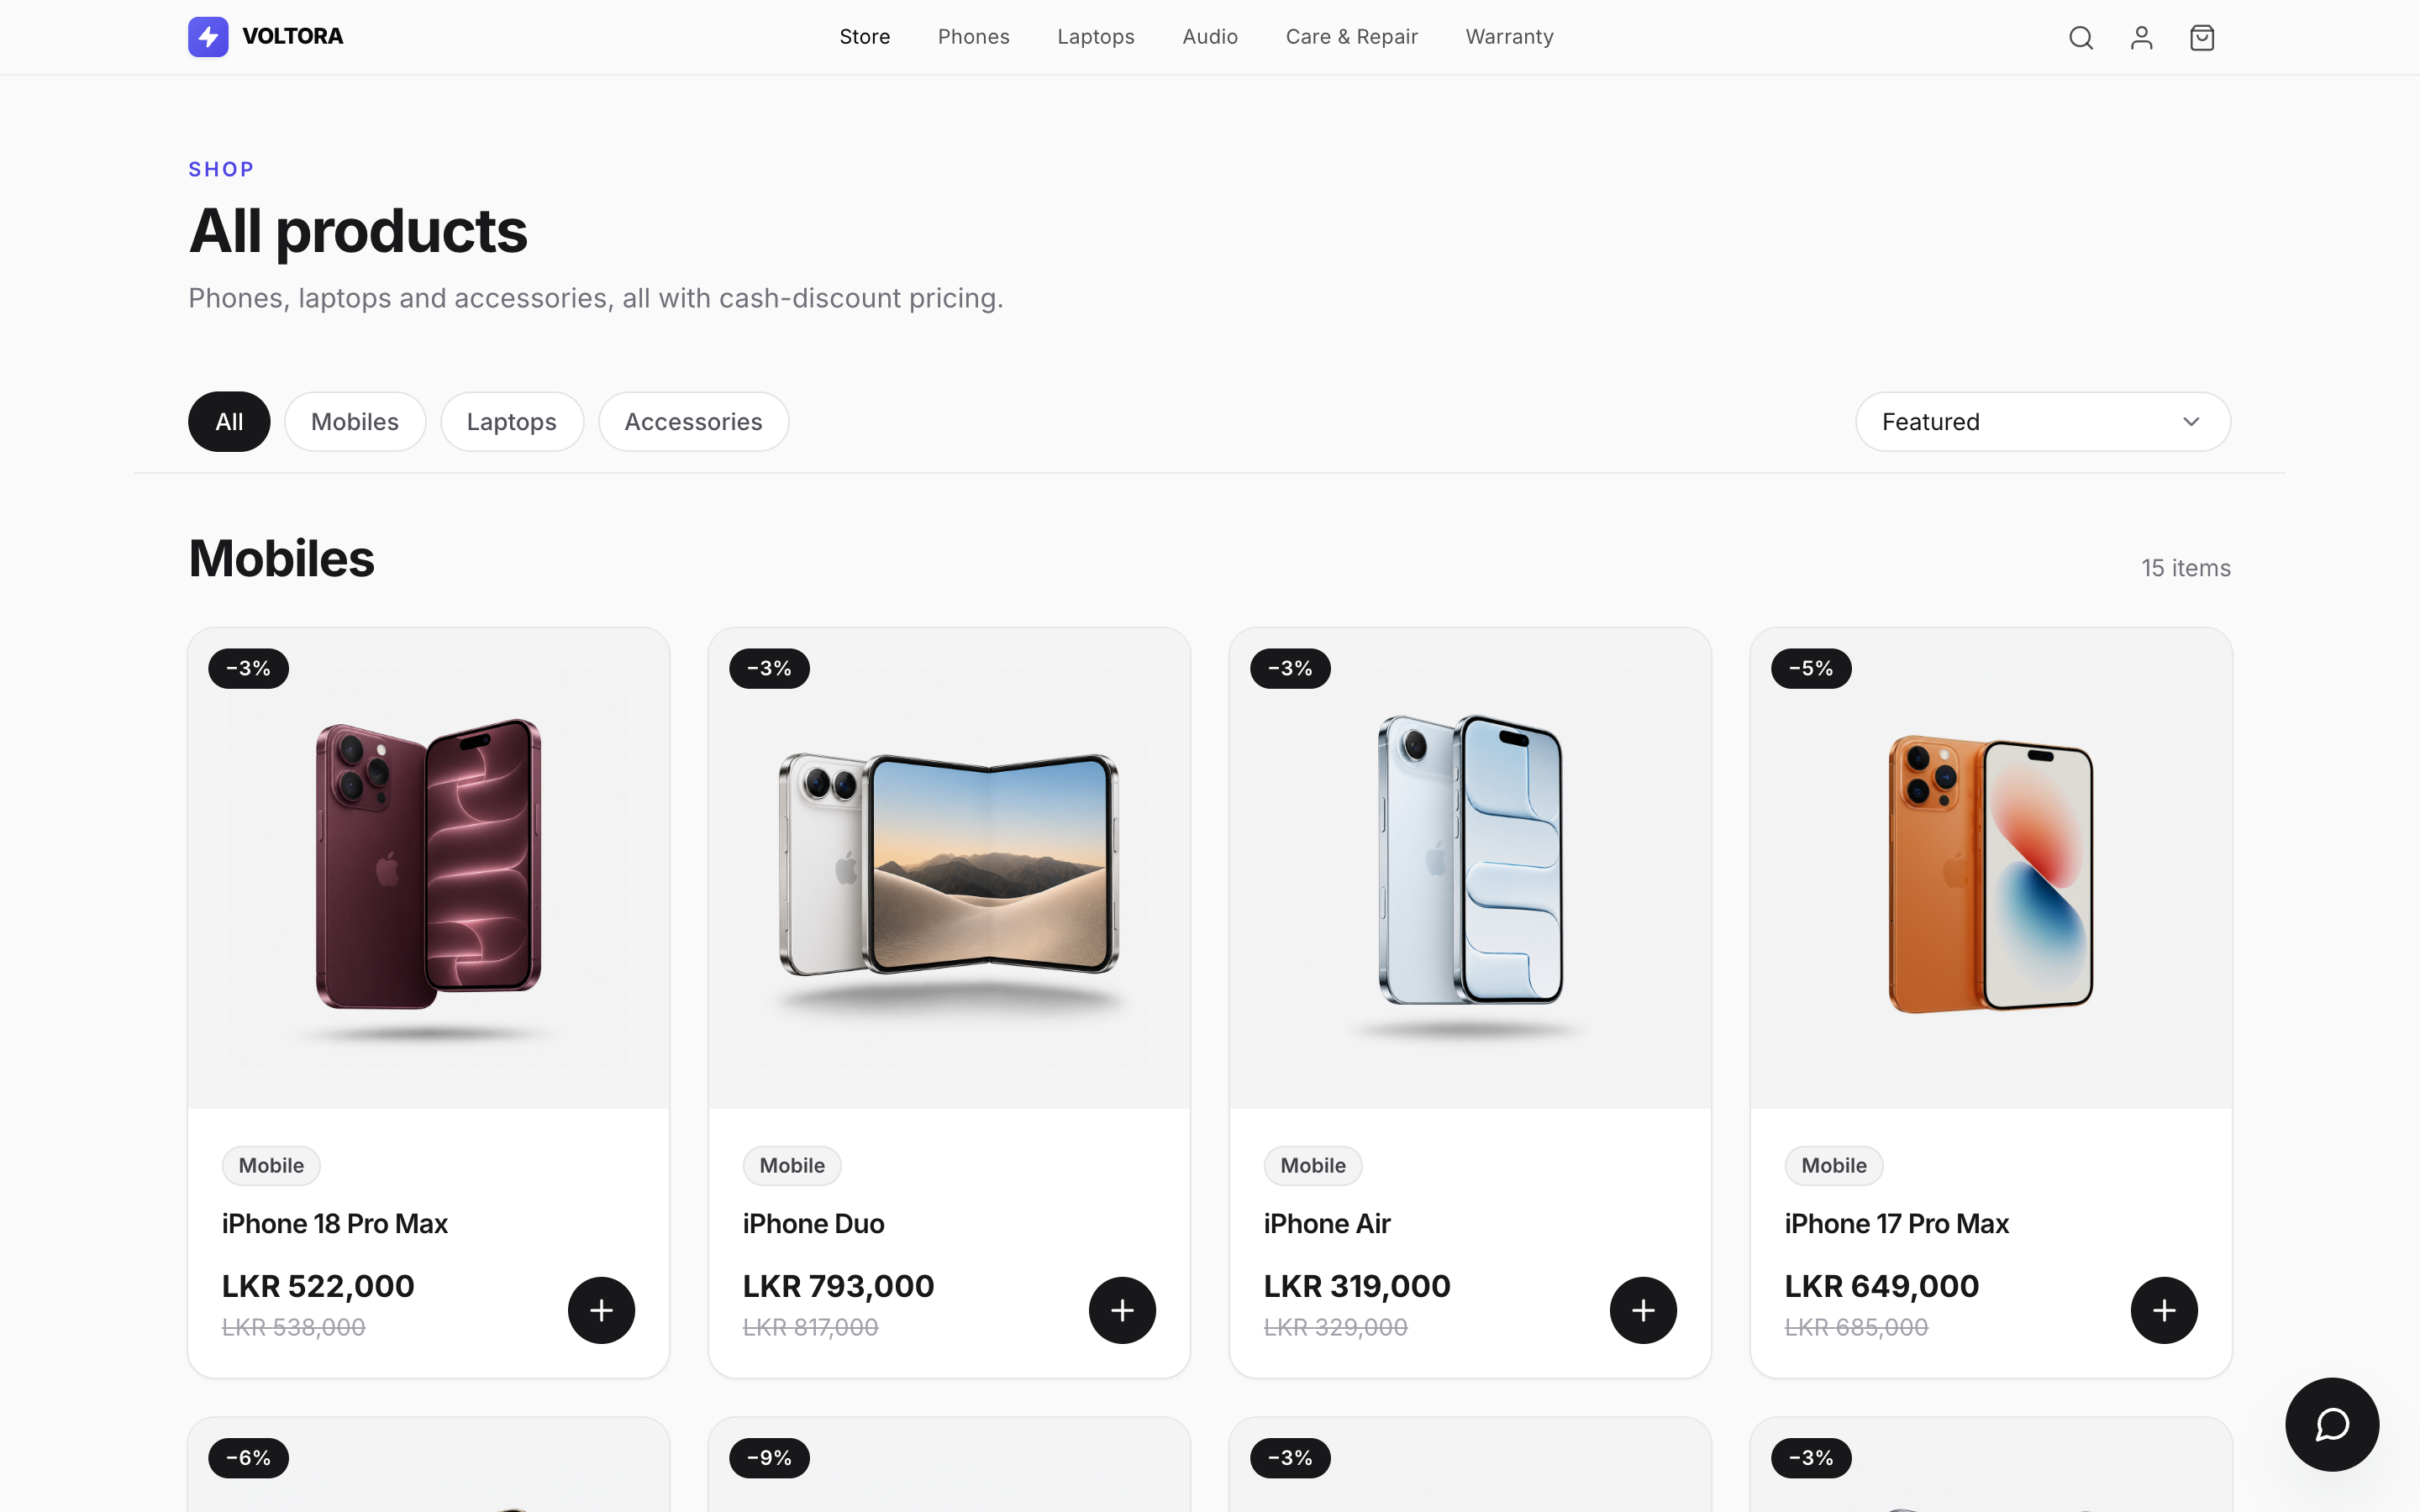 VOLTORA
Store Phones Laptops Audio Care & Repair Warranty
SHOP
All products
Phones, laptops and accessories, all with cash-discount pricing.
All Mobiles Laptops Accessories Featured
Mobiles 15 items
−3% −3% −3% −5%
Mobile Mobile Mobile Mobile
iPhone 18 Pro Max iPhone Duo iPhone Air iPhone 17 Pro Max
LKR 522,000 LKR 793,000 LKR 319,000 LKR 649,000
LKR 538,000 LKR 817,000 LKR 329,000 LKR 685,000
−6% −9% −3% −3%